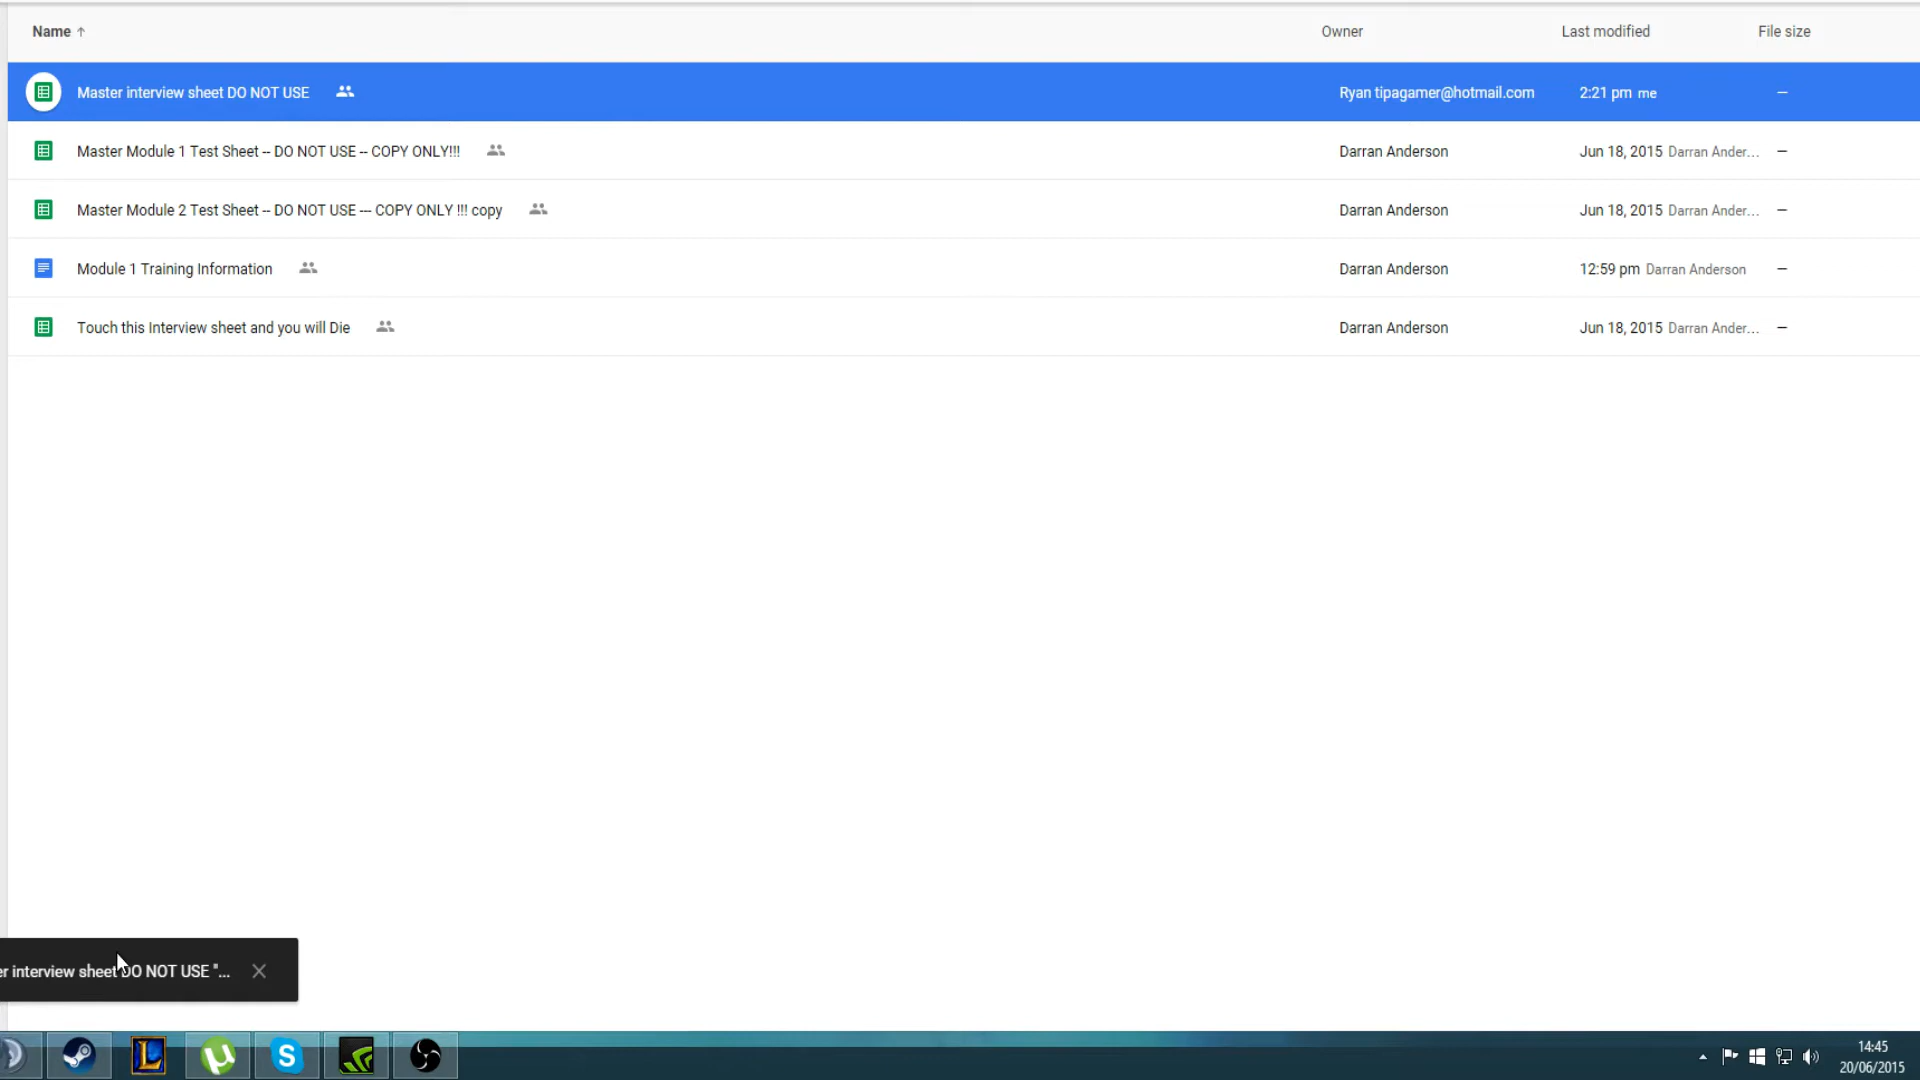 Name ↑ Owner Last modified File size
Master interview sheet DO NOT USE Ryan tipagamer@hotmail.com 2:21 pm me —
Master Module 1 Test Sheet -- DO NOT USE -- COPY ONLY!!! Darran Anderson Jun 18, 2015 Darran Ander... —
Master Module 2 Test Sheet -- DO NOT USE --- COPY ONLY !!! copy Darran Anderson Jun 18, 2015 Darran Ander... —
Module 1 Training Information Darran Anderson 12:59 pm Darran Anderson —
Touch this Interview sheet and you will Die Darran Anderson Jun 18, 2015 Darran Ander... —
er interview sheet DO NOT USE "...
14:45
20/06/2015